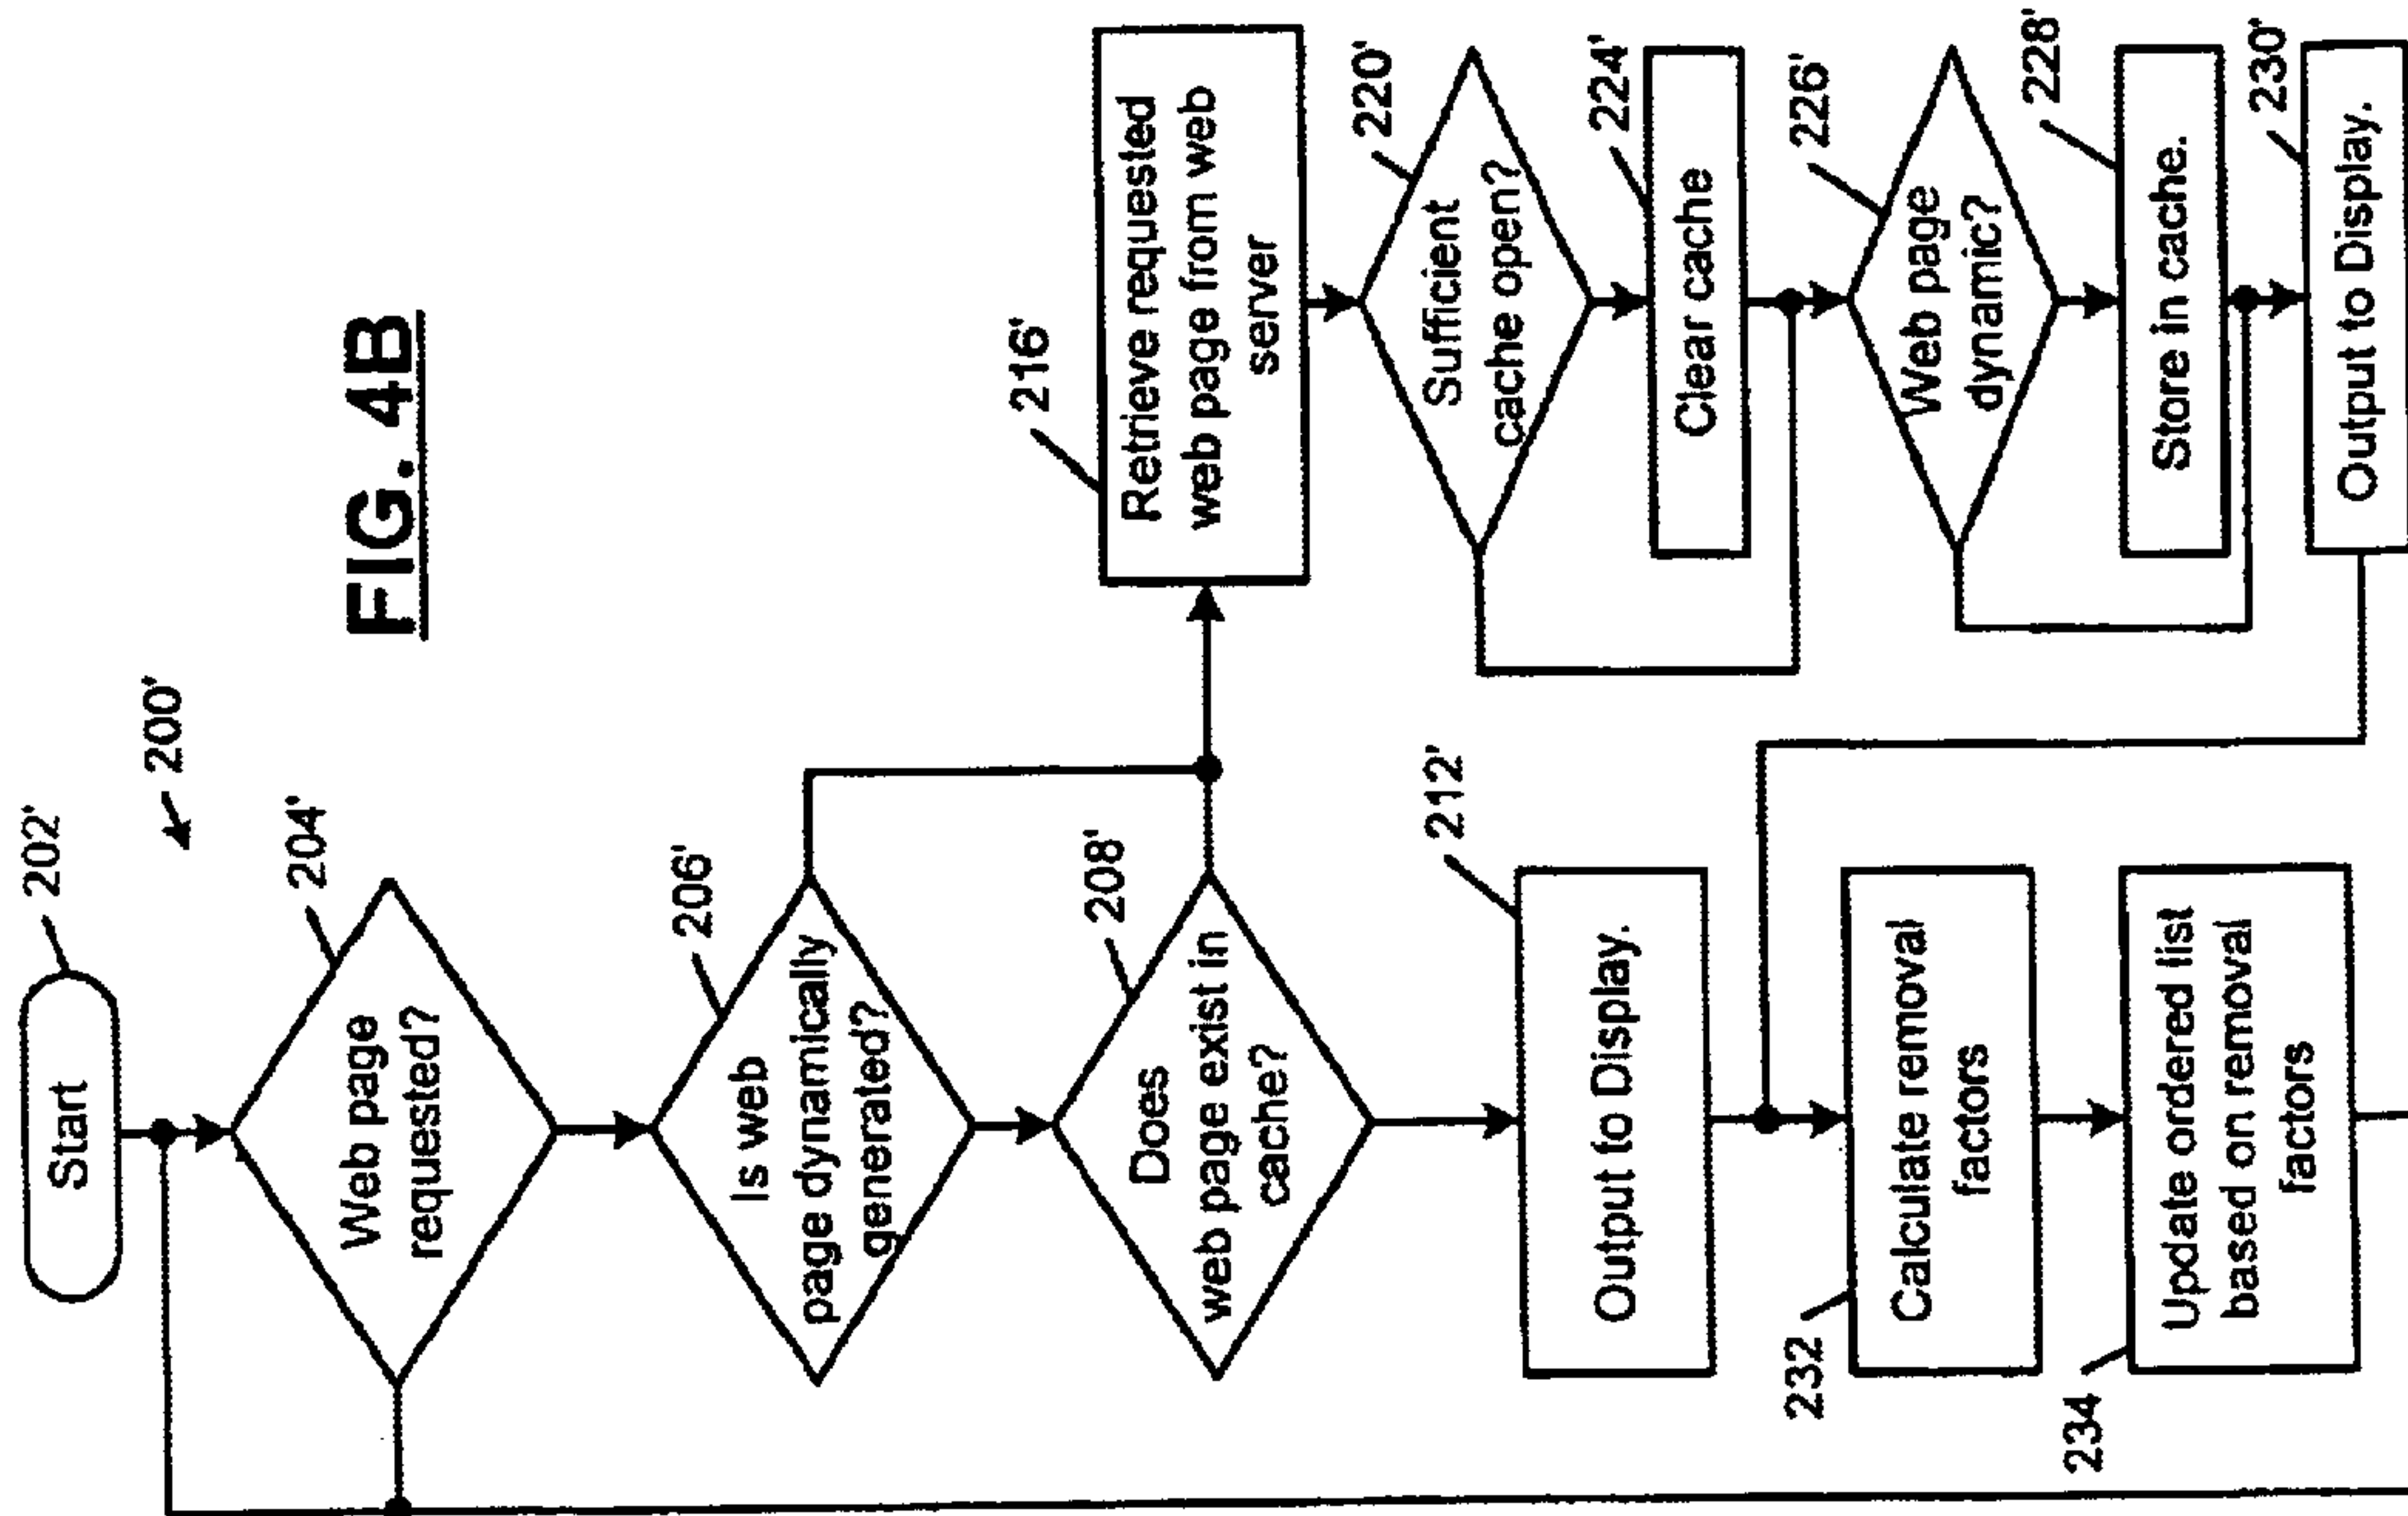 FIG. 4B
200'
202'
Start
204'
Web page
requested?
206'
Is web
page dynamically
generated?
208'
Does
web page exist in
cache?
212'
Output to Display.
232
Calculate removal
factors
234
Update ordered list
based on removal
factors
216'
Retrieve requested
web page from web
server
220'
Sufficient
cache open?
224'
Clear cache
226'
Web page
dynamic?
228'
Store in cache.
230'
Output to Display.